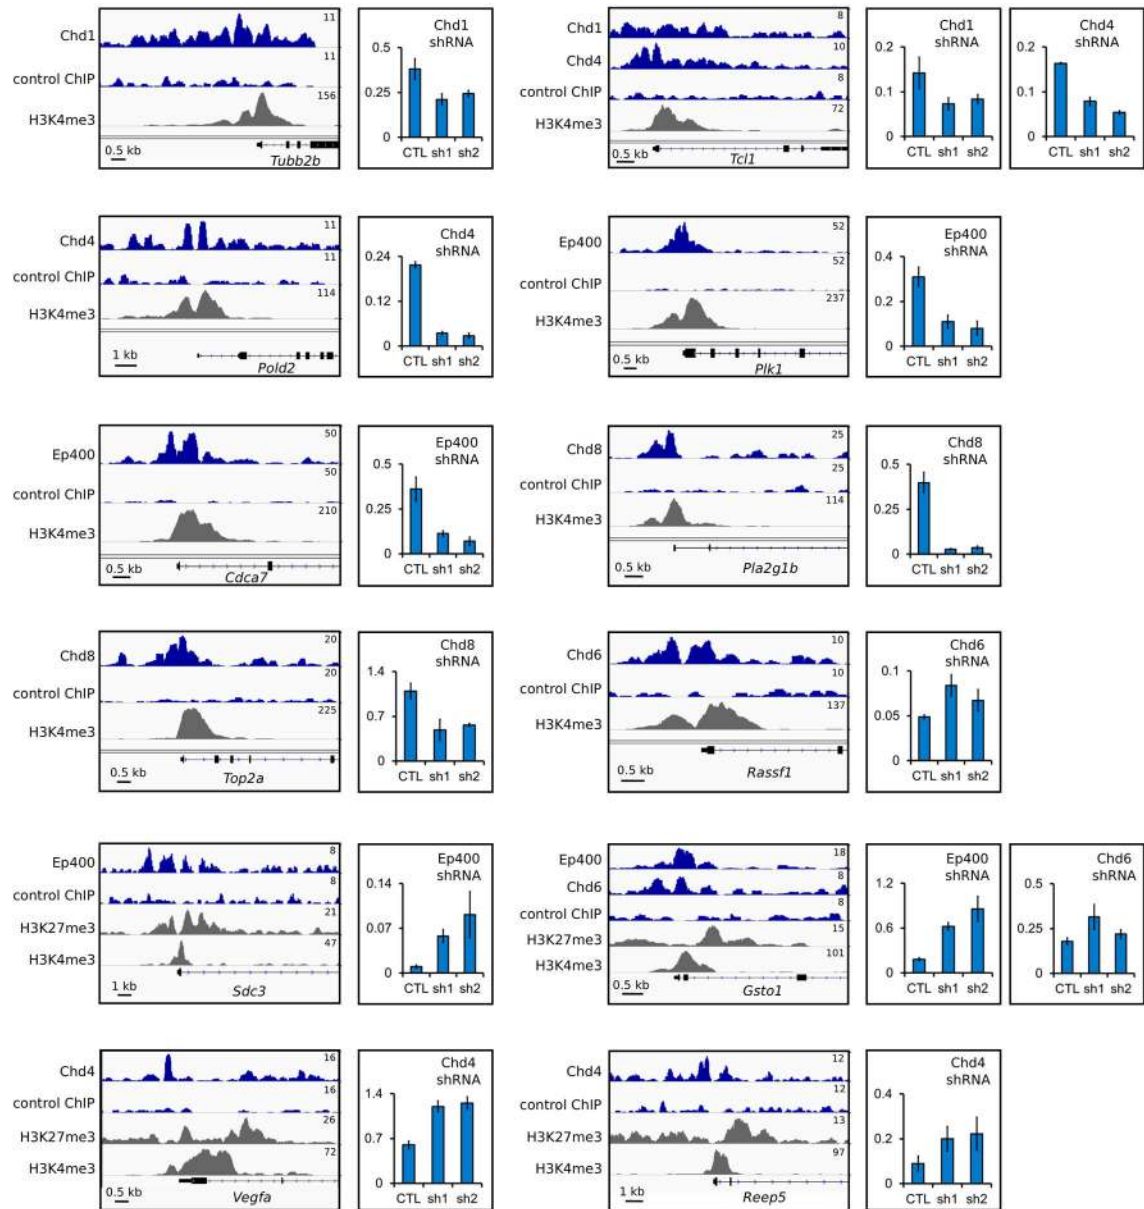 Chd1
11
control ChIP
11
H3K4me3
156
0.5 kb
Tubb2b
Chd1
shRNA
0.5
0.25
0
CTL sh1 sh2
Chd1
8
Chd4
10
control ChIP
8
H3K4me3
72
0.5 kb
Tcl1
Chd1
shRNA
0.2
0.1
0
CTL sh1 sh2
Chd4
shRNA
0.2
0.1
0
CTL sh1 sh2
Chd4
11
control ChIP
11
H3K4me3
114
1 kb
Pold2
Chd4
shRNA
0.24
0.12
0
CTL sh1 sh2
Ep400
52
control ChIP
52
H3K4me3
237
0.5 kb
Plk1
Ep400
shRNA
0.4
0.2
0
CTL sh1 sh2
Ep400
50
control ChIP
50
H3K4me3
210
0.5 kb
Cdca7
Ep400
shRNA
0.5
0.25
0
CTL sh1 sh2
Chd8
25
control ChIP
25
H3K4me3
114
0.5 kb
Pla2g1b
Chd8
shRNA
0.5
0.25
0
CTL sh1 sh2
Chd8
20
control ChIP
20
H3K4me3
225
0.5 kb
Top2a
Chd8
shRNA
1.4
0.7
0
CTL sh1 sh2
Chd6
10
control ChIP
10
H3K4me3
137
0.5 kb
Rassf1
Chd6
shRNA
0.1
0.05
0
CTL sh1 sh2
Ep400
8
control ChIP
8
H3K27me3
21
H3K4me3
47
1 kb
Sdc3
Ep400
shRNA
0.14
0.07
0
CTL sh1 sh2
Ep400
18
Chd6
8
control ChIP
8
H3K27me3
15
H3K4me3
101
0.5 kb
Gsto1
Ep400
shRNA
1.2
0.6
0
CTL sh1 sh2
Chd6
shRNA
0.5
0.25
0
CTL sh1 sh2
Chd4
16
control ChIP
16
H3K27me3
26
H3K4me3
72
0.5 kb
Vegfa
Chd4
shRNA
1.4
0.7
0
CTL sh1 sh2
Chd4
12
control ChIP
12
H3K27me3
13
H3K4me3
97
1 kb
Reep5
Chd4
shRNA
0.4
0.2
0
CTL sh1 sh2